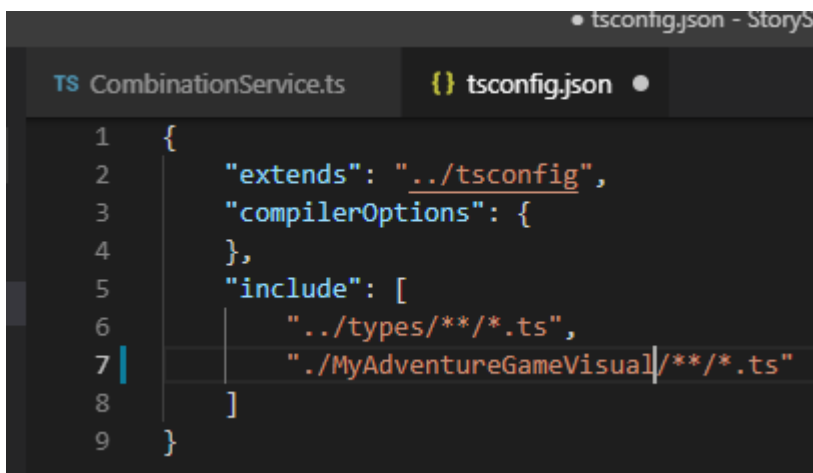 ● tsconfig.json - StoryS
TS CombinationService.ts {} tsconfig.json ●
1 {
2 "extends": "../tsconfig",
3 "compilerOptions": {
4 },
5 "include": [
6 "../types/**/*.ts",
7 "./MyAdventureGameVisual/**/*.ts"
8 ]
9 }